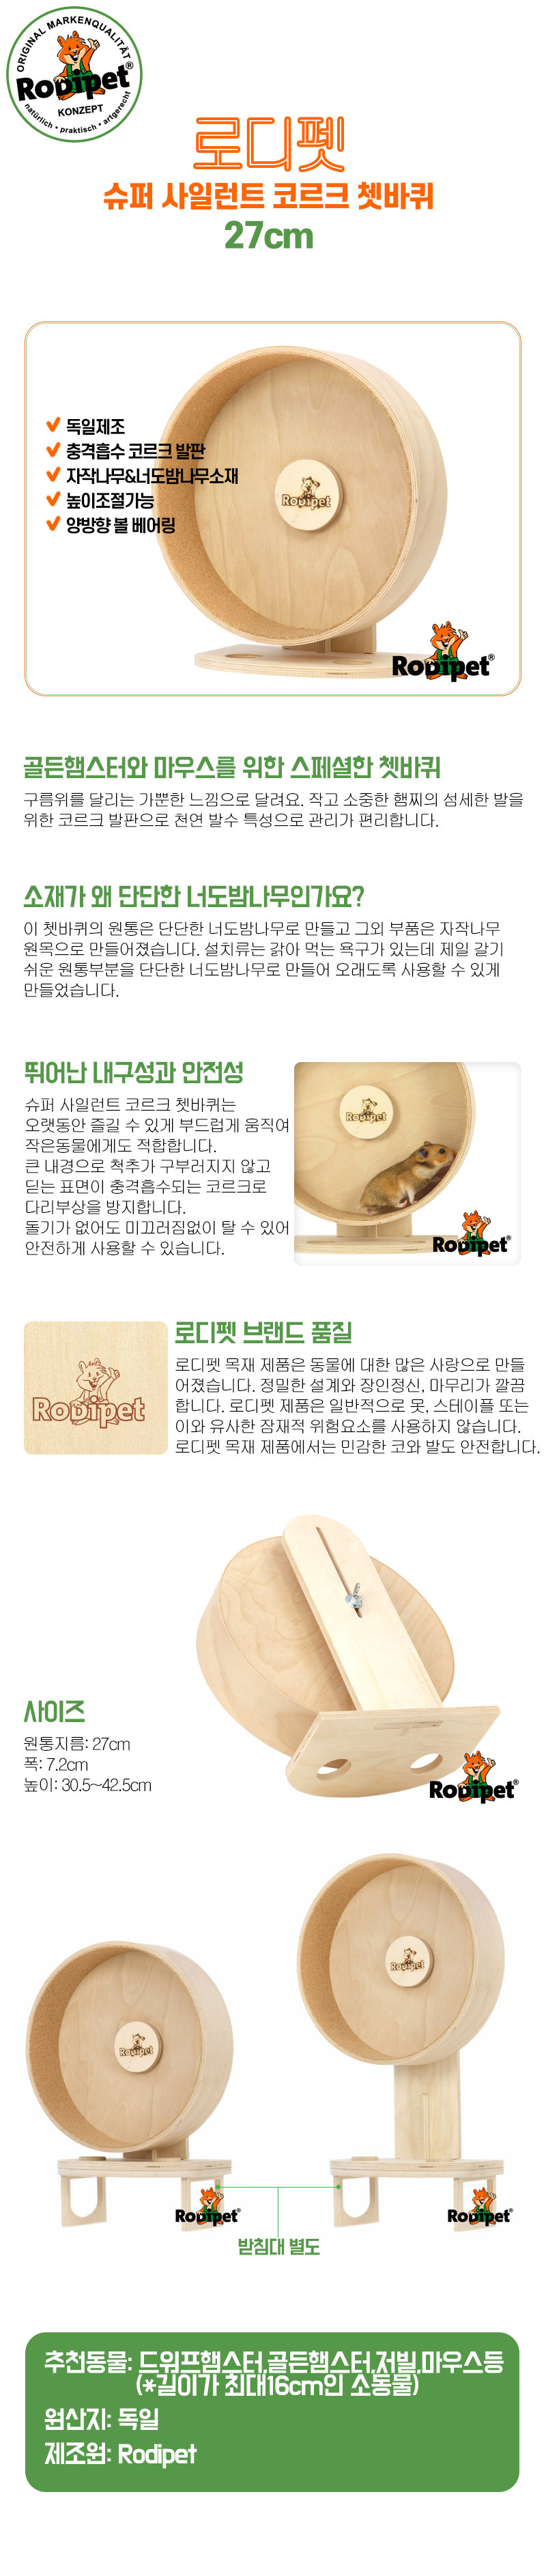 ORIGINAL MARKENQUALITÄT
Rodipet®
KONZEPT
natürlich • praktisch • artgerecht
로디펫
슈퍼 사일런트 코르크 쳇바퀴
27cm
독일제조
충격흡수 코르크 발판
자작나무&너도밤나무소재
높이조절가능
양방향 볼 베어링
Rodipet
Rodipet®
골든햄스터와 마우스를 위한 스페셜한 쳇바퀴
구름위를 달리는 가뿐한 느낌으로 달려요. 작고 소중한 햄찌의 섬세한 발을
위한 코르크 발판으로 천연 발수 특성으로 관리가 편리합니다.
소재가 왜 단단한 너도밤나무인가요?
이 쳇바퀴의 원통은 단단한 너도밤나무로 만들고 그외 부품은 자작나무
원목으로 만들어졌습니다. 설치류는 갉아 먹는 욕구가 있는데 제일 갈기
쉬운 원통부분을 단단한 너도밤나무로 만들어 오래도록 사용할 수 있게
만들었습니다.
뛰어난 내구성과 안전성
슈퍼 사일런트 코르크 쳇바퀴는
오랫동안 즐길 수 있게 부드럽게 움직여
작은동물에게도 적합합니다.
큰 내경으로 척추가 구부러지지 않고
딛는 표면이 충격흡수되는 코르크로
다리부상을 방지합니다.
돌기가 없어도 미끄러짐없이 탈 수 있어
안전하게 사용할 수 있습니다.
Rodipet
Rodipet®
로디펫 브랜드 품질
Rodipet
로디펫 목재 제품은 동물에 대한 많은 사랑으로 만들
어졌습니다. 정밀한 설계와 장인정신, 마무리가 깔끔
합니다. 로디펫 제품은 일반적으로 못, 스테이플 또는
이와 유사한 잠재적 위험요소를 사용하지 않습니다.
로디펫 목재 제품에서는 민감한 코와 발도 안전합니다.
사이즈
원통지름: 27cm
폭: 7.2cm
높이: 30.5~42.5cm
Rodipet®
Rodipet
Rodipet
Rodipet®
Rodipet®
받침대 별도
추천동물: 드워프햄스터,골든햄스터,저빌,마우스등
(*길이가 최대16cm인 소동물)
원산지: 독일
제조원: Rodipet